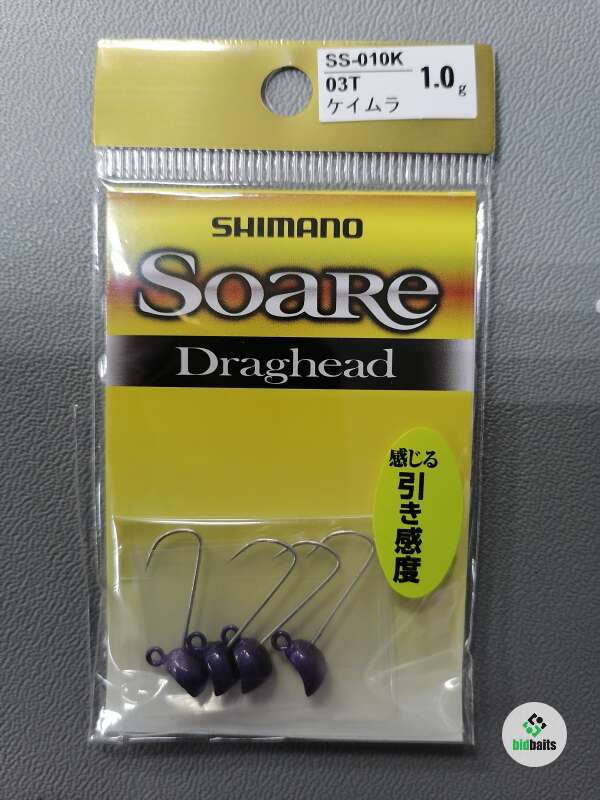 SS-010K
03T
1.0g
ケイムラ
SHIMANO
Soare
Draghead
感じる
引き感度
bidbaits